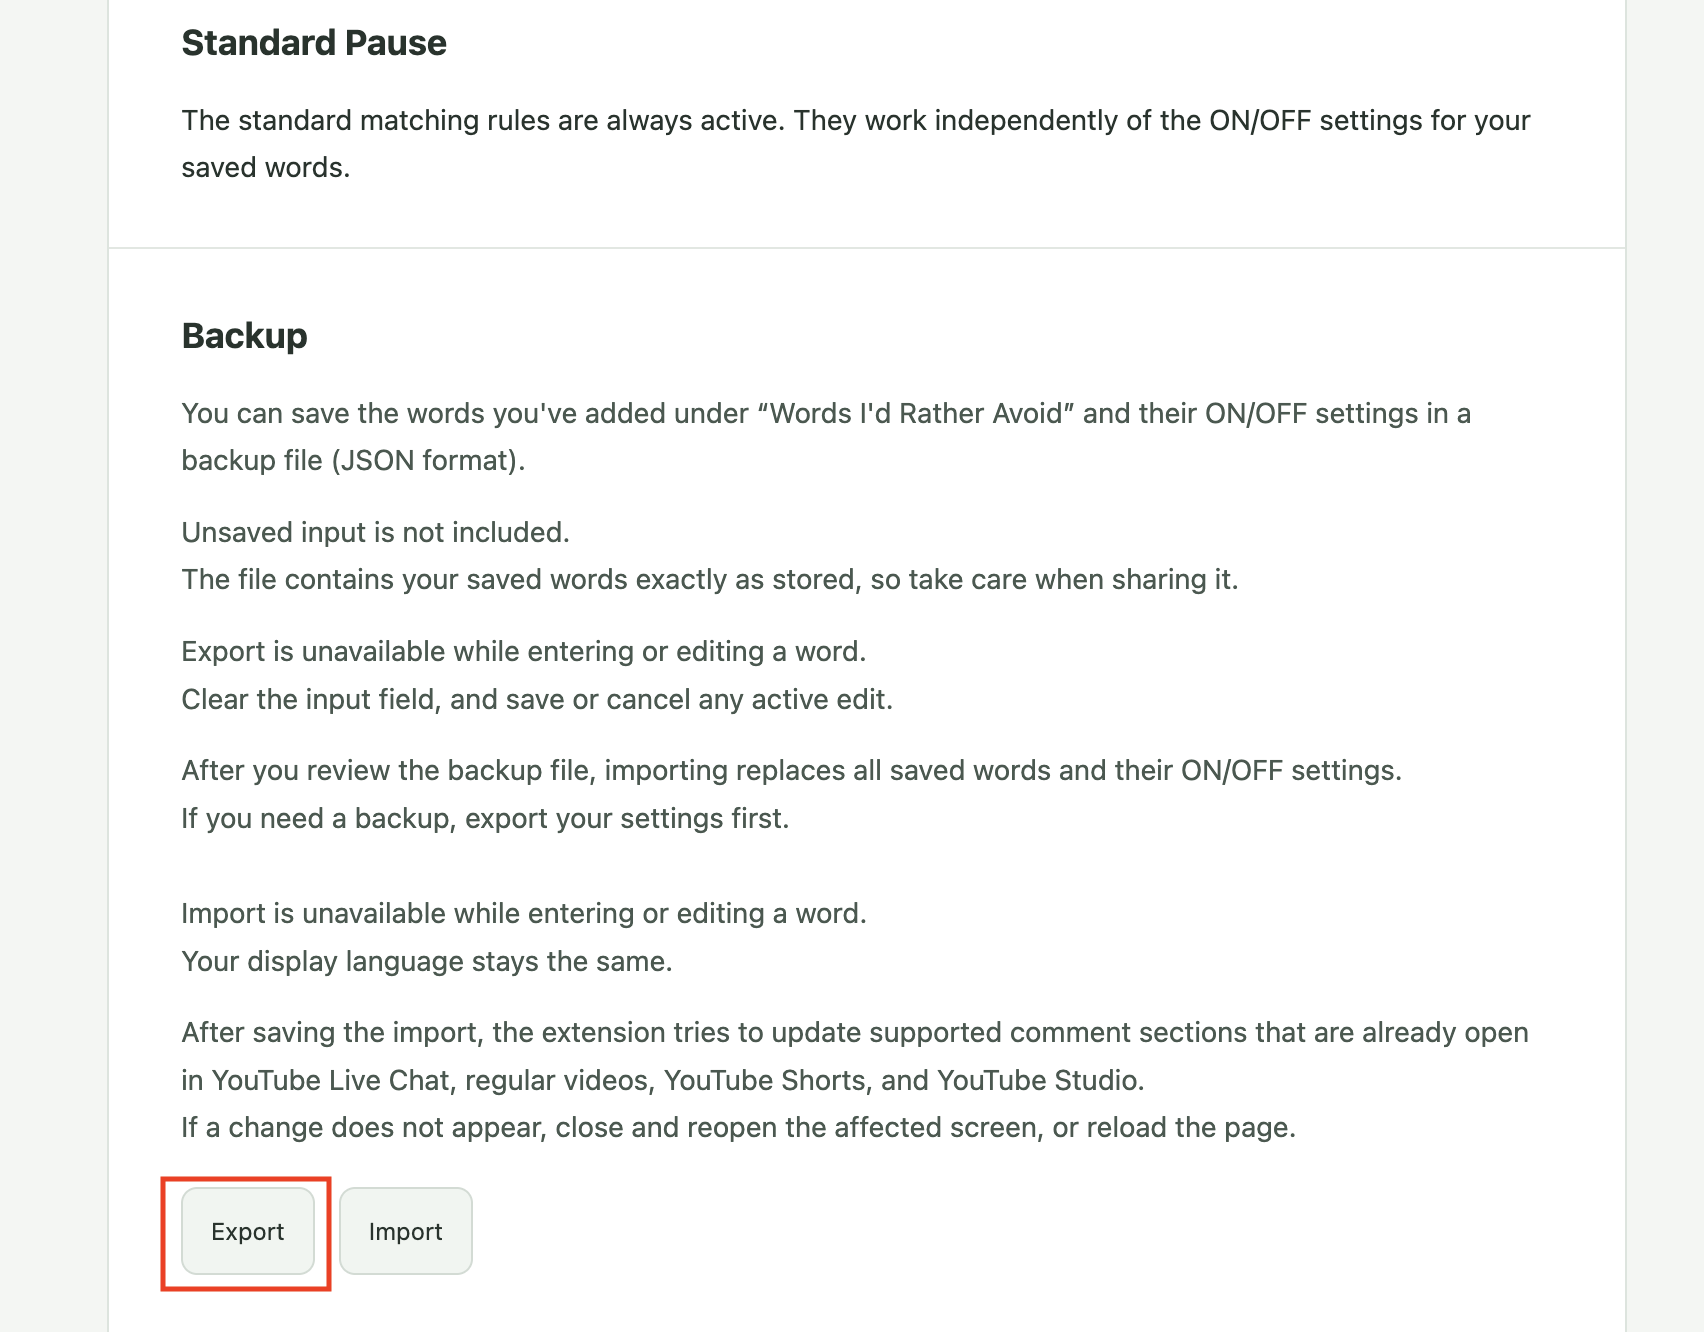 Standard Pause
The standard matching rules are always active. They work independently of the ON/OFF settings for your
saved words.
Backup
You can save the words you've added under “Words I'd Rather Avoid” and their ON/OFF settings in a
backup file (JSON format).
Unsaved input is not included.
The file contains your saved words exactly as stored, so take care when sharing it.
Export is unavailable while entering or editing a word.
Clear the input field, and save or cancel any active edit.
After you review the backup file, importing replaces all saved words and their ON/OFF settings.
If you need a backup, export your settings first.
Import is unavailable while entering or editing a word.
Your display language stays the same.
After saving the import, the extension tries to update supported comment sections that are already open
in YouTube Live Chat, regular videos, YouTube Shorts, and YouTube Studio.
If a change does not appear, close and reopen the affected screen, or reload the page.
Export Import